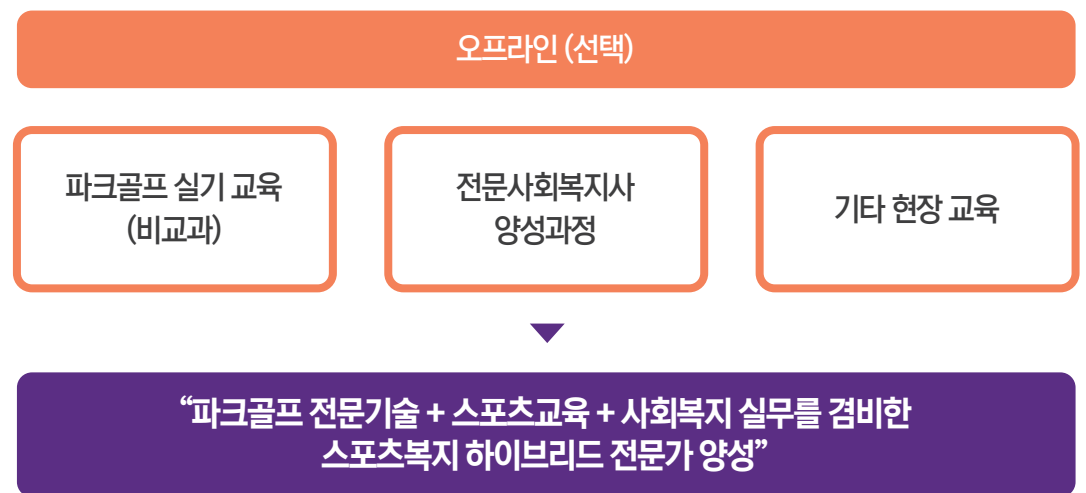 오프라인 (선택)
파크골프 실기 교육
(비교과)
전문사회복지사
양성과정
기타 현장 교육
“파크골프 전문기술 + 스포츠교육 + 사회복지 실무를 겸비한
스포츠복지 하이브리드 전문가 양성”